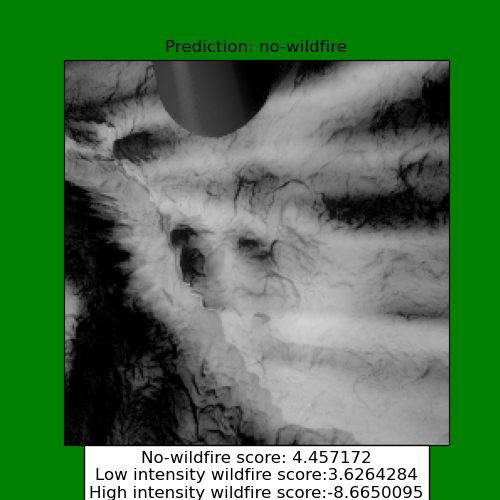 Prediction: no-wildfire
No-wildfire score: 4.457172
Low intensity wildfire score:3.6264284
High intensity wildfire score:-8.6650095